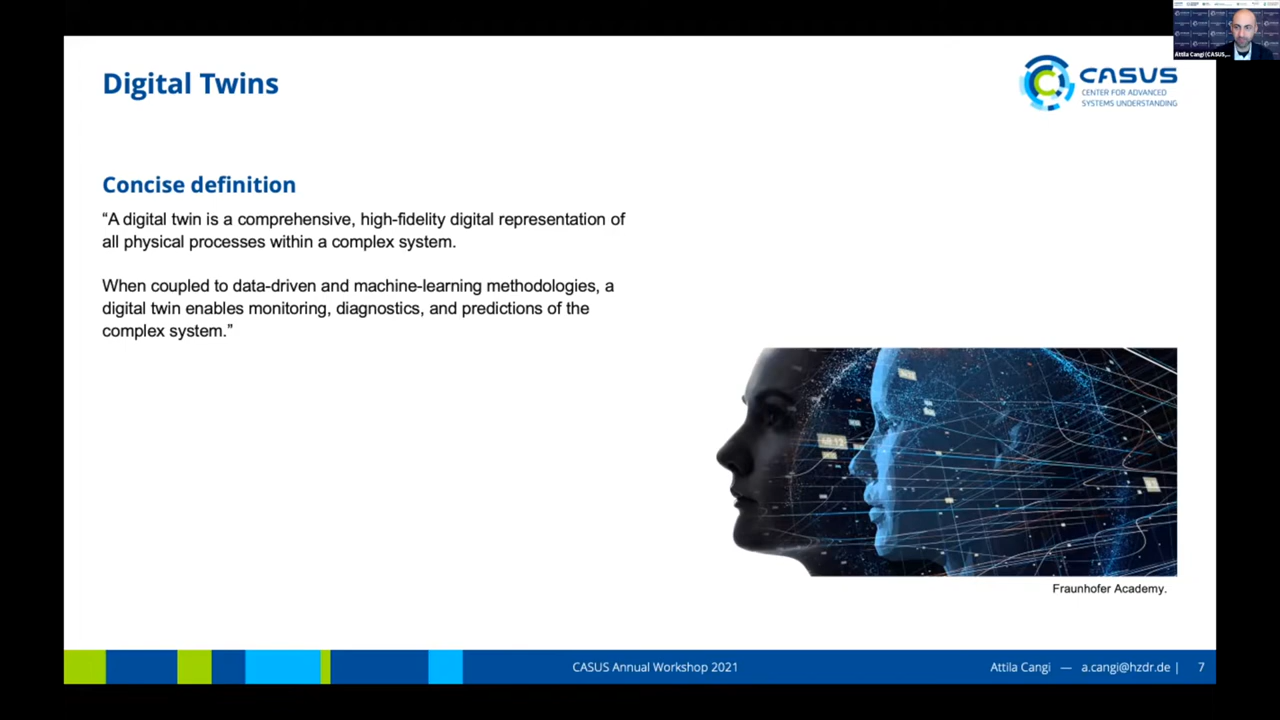 Digital Twins
CASUS
CENTER FOR ADVANCED
SYSTEMS UNDERSTANDING
Attila Cangi (CASUS,...
Concise definition
“A digital twin is a comprehensive, high-fidelity digital representation of
all physical processes within a complex system.
When coupled to data-driven and machine-learning methodologies, a
digital twin enables monitoring, diagnostics, and predictions of the
complex system.”
Fraunhofer Academy.
CASUS Annual Workshop 2021
Attila Cangi — a.cangi@hzdr.de | 7